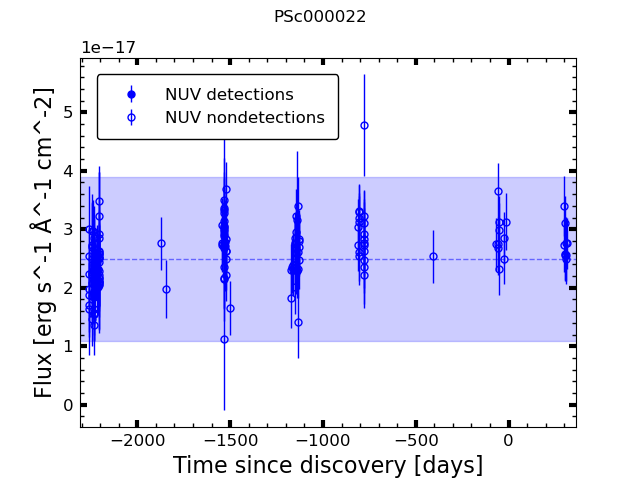 PSc000022
1e−17
NUV detections
NUV nondetections
5
4
3
2
1
0
Flux [erg s^-1 Å^-1 cm^-2]
−2000
−1500
−1000
−500
0
Time since discovery [days]